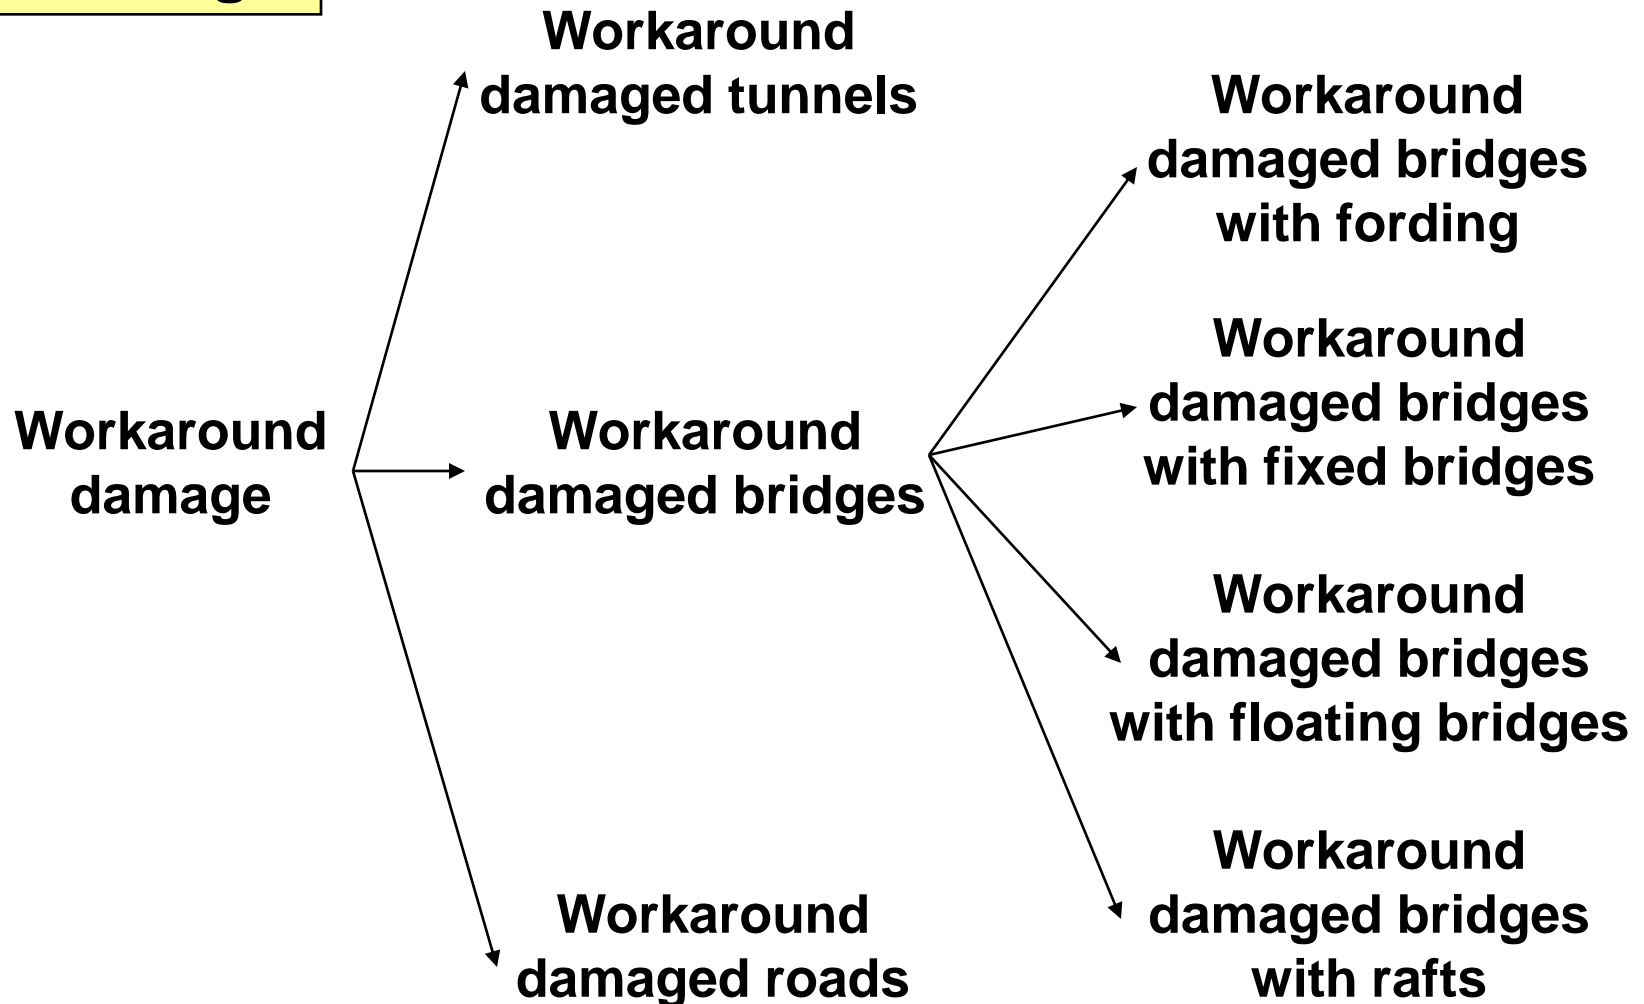 Workaround
damaged tunnels
Workaround
damage
Workaround
damaged bridges
Workaround
damaged roads
Workaround
damaged bridges
with fording
Workaround
damaged bridges
with fixed bridges
Workaround
damaged bridges
with floating bridges
Workaround
damaged bridges
with rafts